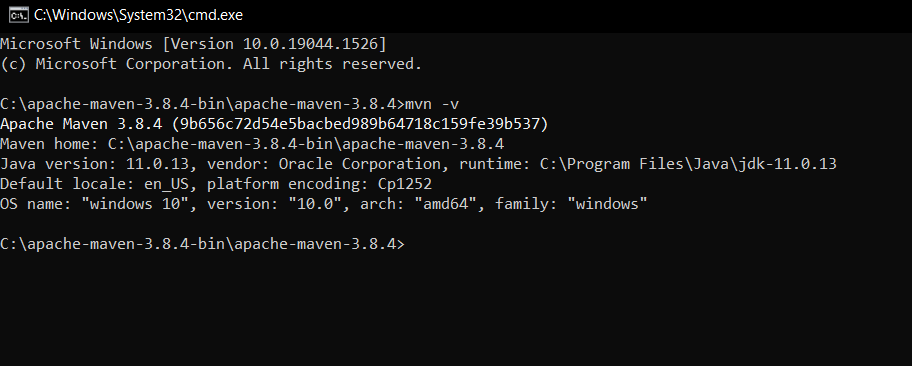 C:\Windows\System32\cmd.exe
Microsoft Windows [Version 10.0.19044.1526]
(c) Microsoft Corporation. All rights reserved.
C:\apache-maven-3.8.4-bin\apache-maven-3.8.4>mvn -v
Apache Maven 3.8.4 (9b656c72d54e5bacbed989b64718c159fe39b537)
Maven home: C:\apache-maven-3.8.4-bin\apache-maven-3.8.4
Java version: 11.0.13, vendor: Oracle Corporation, runtime: C:\Program Files\Java\jdk-11.0.13
Default locale: en_US, platform encoding: Cp1252
OS name: "windows 10", version: "10.0", arch: "amd64", family: "windows"
C:\apache-maven-3.8.4-bin\apache-maven-3.8.4>